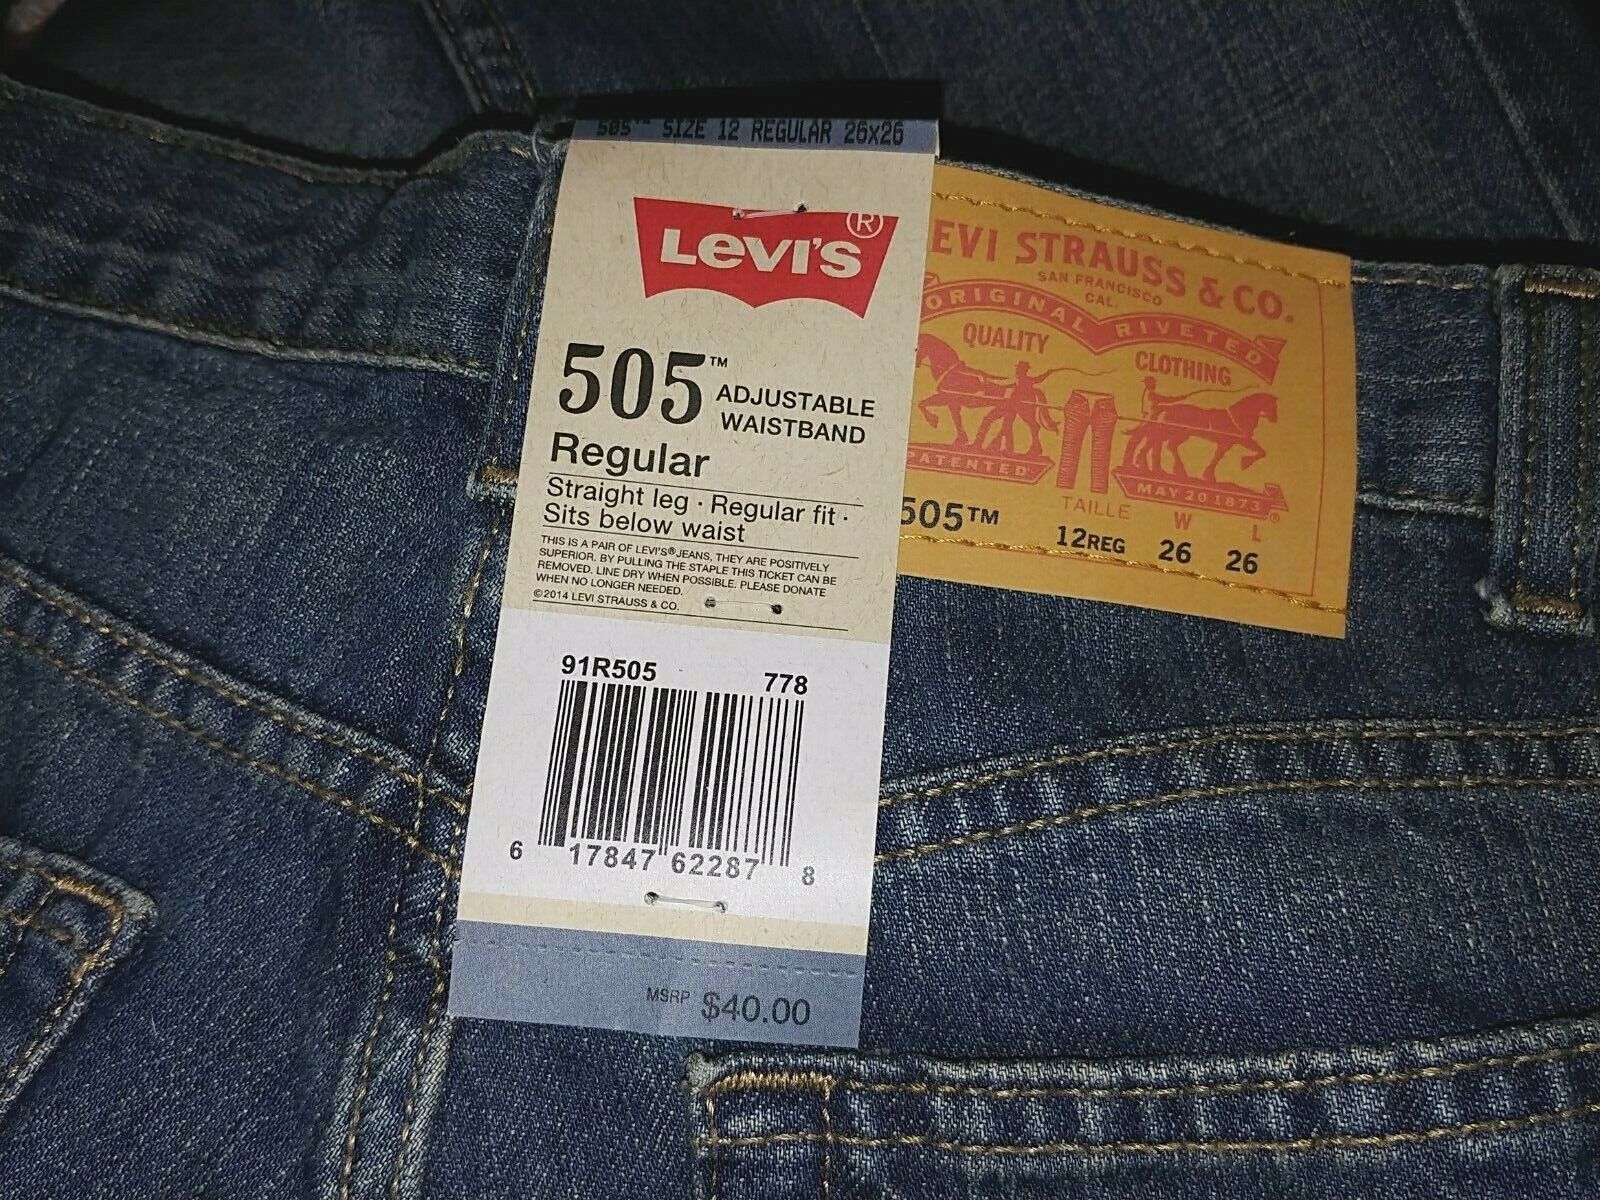 505™ SIZE 12 REGULAR 26X26
LEVI'S®
505™ ADJUSTABLE
WAISTBAND
Regular
Straight leg · Regular fit ·
Sits below waist
THIS IS A PAIR OF LEVI'S® JEANS, THEY ARE POSITIVELY
SUPERIOR. BY PULLING THE STAPLE THIS TICKET CAN BE
REMOVED. LINE DRY WHEN POSSIBLE. PLEASE DONATE
WHEN NO LONGER NEEDED.
©2014 LEVI STRAUSS & CO.
91R505 778
6 17847 62287 8
MSRP $40.00
EVI STRAUSS & CO.
SAN FRANCISCO
CAL.
ORIGINAL RIVETED
QUALITY CLOTHING
PATENTED MAY 20 1873 ®
TAILLE W L
505™ 12REG 26 26